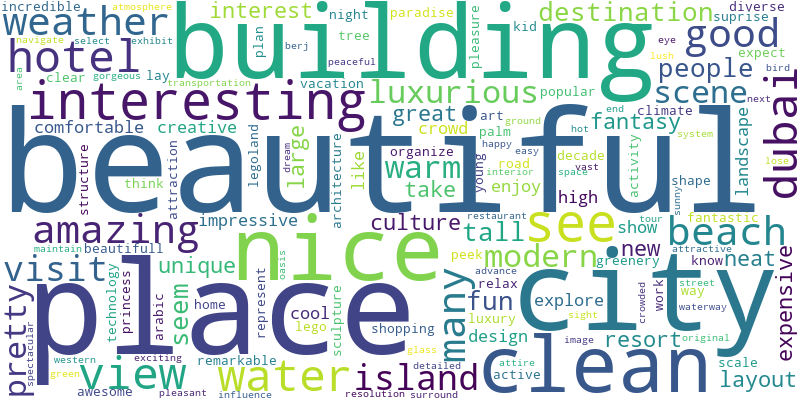 incredible
atmosphere
weather
building
interest
night
paradise
destination
diverse
suprise
navigate
select
exhibit
hotel
plan
berj
tree
pleasure
kid
good
eye
expect
area
clear
gorgeous
lay
peaceful
people
lush
bird
transportation
vacation
luxurious
popular
scene
next
interesting
great
art
ground
end
climate
dubai
comfortable
creative
crowd
palm
hot
fantasy
system
beautiful
structure
think
attraction
legoland
dream
large
architecture
like
organize
happy
easy
decade
road
warm
take
young
interior
vast
space
enjoy
activity
high
shape
sunny
landscape
lose
amazing
impressive
culture
restaurant
tall
see
show
tour
fantastic
beach
maintain
beautifull
nice
oasis
peek
modern
new
greenery
attractive
know
neat
visit
unique
technology
princess
arabic
seem
home
represent
place
cool
lego
sculpture
shopping
many
advance
relax
fun
luxury
explore
city
crowded
work
street
way
waterway
expensive
pretty
spectacular
sight
design
image
resort
original
western
green
view
exciting
remarkable
glass
detailed
attire
active
clean
scale
layout
awesome
pleasant
water
influence
island
resolution
surround